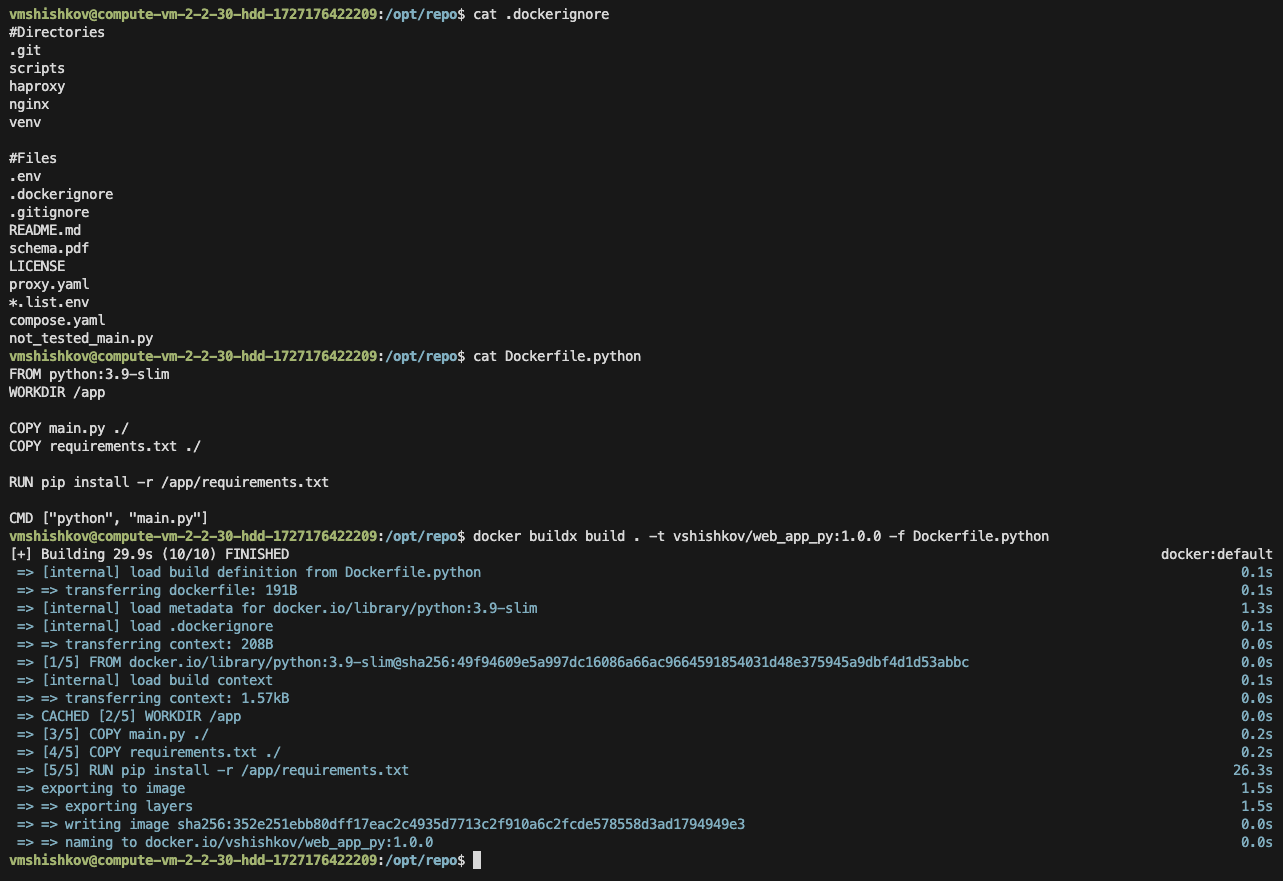 vmshishkov@compute-vm-2-2-30-hdd-1727176422209:/opt/repo$ cat .dockerignore
#Directories
.git
scripts
haproxy
nginx
venv

#Files
.env
.dockerignore
.gitignore
README.md
schema.pdf
LICENSE
proxy.yaml
*.list.env
compose.yaml
not_tested_main.py
vmshishkov@compute-vm-2-2-30-hdd-1727176422209:/opt/repo$ cat Dockerfile.python
FROM python:3.9-slim
WORKDIR /app

COPY main.py ./
COPY requirements.txt ./

RUN pip install -r /app/requirements.txt

CMD ["python", "main.py"]
vmshishkov@compute-vm-2-2-30-hdd-1727176422209:/opt/repo$ docker buildx build . -t vshishkov/web_app_py:1.0.0 -f Dockerfile.python
[+] Building 29.9s (10/10) FINISHED docker:default
=> [internal] load build definition from Dockerfile.python 0.1s
=> => transferring dockerfile: 191B 0.1s
=> [internal] load metadata for docker.io/library/python:3.9-slim 1.3s
=> [internal] load .dockerignore 0.1s
=> => transferring context: 208B 0.0s
=> [1/5] FROM docker.io/library/python:3.9-slim@sha256:49f94609e5a997dc16086a66ac9664591854031d48e375945a9dbf4d1d53abbc 0.0s
=> [internal] load build context 0.1s
=> => transferring context: 1.57kB 0.0s
=> CACHED [2/5] WORKDIR /app 0.0s
=> [3/5] COPY main.py ./ 0.2s
=> [4/5] COPY requirements.txt ./ 0.2s
=> [5/5] RUN pip install -r /app/requirements.txt 26.3s
=> exporting to image 1.5s
=> => exporting layers 1.5s
=> => writing image sha256:352e251ebb80dff17eac2c4935d7713c2f910a6c2fcde578558d3ad1794949e3 0.0s
=> => naming to docker.io/vshishkov/web_app_py:1.0.0 0.0s
vmshishkov@compute-vm-2-2-30-hdd-1727176422209:/opt/repo$